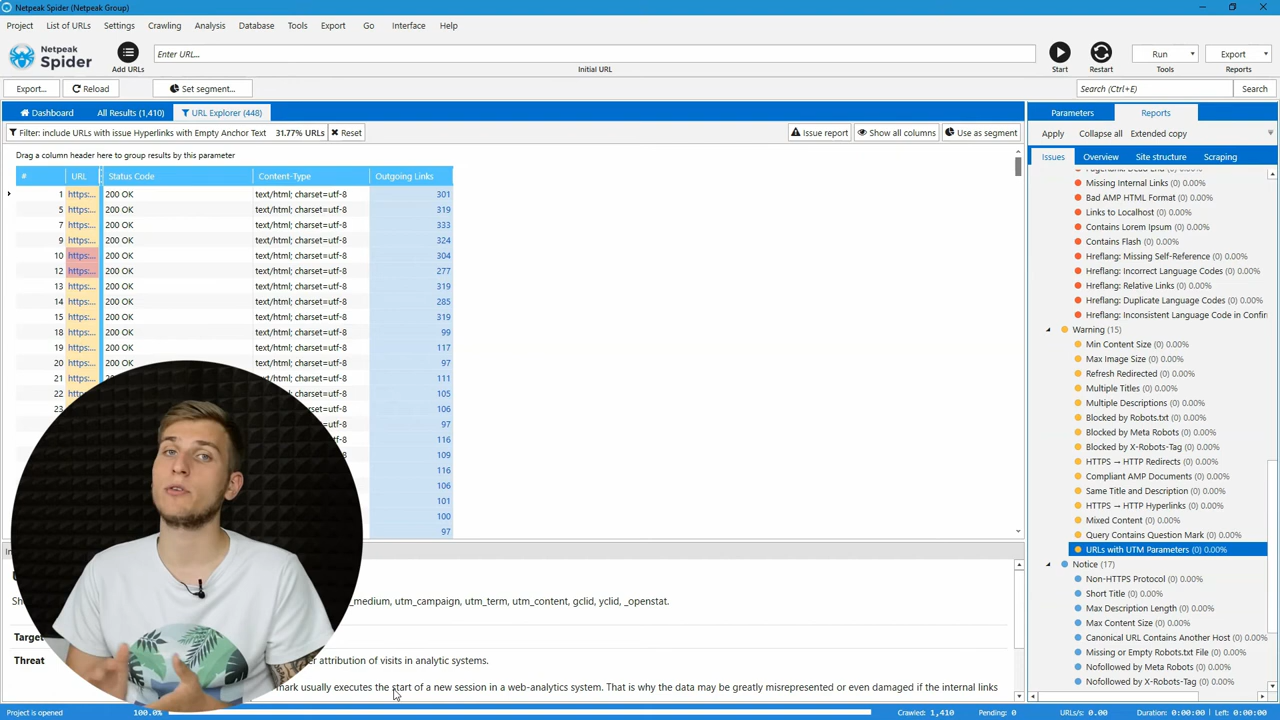 Netpeak Spider (Netpeak Group)
Project List of URLs Settings Crawling Analysis Database Tools Export Go Interface Help
Netpeak Spider
Add URLs
Enter URL...
Initial URL
Start
Restart
Run
Tools
Export
Reports
Export... Reload Set segment... Search (Ctrl+E) Search
Dashboard All Results (1,410) URL Explorer (448)
Filter: include URLs with issue Hyperlinks with Empty Anchor Text 31.77% URLs Reset Issue report Show all columns Use as segment
Drag a column header here to group results by this parameter
# URL Status Code Content-Type Outgoing Links
1 https:... 200 OK text/html; charset=utf-8 301
5 https:... 200 OK text/html; charset=utf-8 319
7 https:... 200 OK text/html; charset=utf-8 333
9 https:... 200 OK text/html; charset=utf-8 324
10 https:... 200 OK text/html; charset=utf-8 304
12 https:... 200 OK text/html; charset=utf-8 277
13 https:... 200 OK text/html; charset=utf-8 319
14 https:... 200 OK text/html; charset=utf-8 285
15 https:... 200 OK text/html; charset=utf-8 319
18 https:... 200 OK text/html; charset=utf-8 99
19 https:... 200 OK text/html; charset=utf-8 117
20 https:... 200 OK text/html; charset=utf-8 97
21 https:... text/html; charset=utf-8 111
22 text/html; charset=utf-8 105
23 text/html; charset=utf-8 106
charset=utf-8 97
charset=utf-8 116
109
116
106
101
100
97
_medium, utm_campaign, utm_term, utm_content, gclid, yclid, _openstat.
Target
Threat attribution of visits in analytic systems.
mark usually executes the start of a new session in a web-analytics system. That is why the data may be greatly misrepresented or even damaged if the internal links
Parameters Reports
Apply Collapse all Extended copy
Issues Overview Site structure Scraping
Missing Internal Links (0) 0.00%
Bad AMP HTML Format (0) 0.00%
Links to Localhost (0) 0.00%
Contains Lorem Ipsum (0) 0.00%
Contains Flash (0) 0.00%
Hreflang: Missing Self-Reference (0) 0.00%
Hreflang: Incorrect Language Codes (0) 0.00%
Hreflang: Relative Links (0) 0.00%
Hreflang: Duplicate Language Codes (0) 0.00%
Hreflang: Inconsistent Language Code in Confir
Warning (15)
Min Content Size (0) 0.00%
Max Image Size (0) 0.00%
Refresh Redirected (0) 0.00%
Multiple Titles (0) 0.00%
Multiple Descriptions (0) 0.00%
Blocked by Robots.txt (0) 0.00%
Blocked by Meta Robots (0) 0.00%
Blocked by X-Robots-Tag (0) 0.00%
HTTPS → HTTP Redirects (0) 0.00%
Compliant AMP Documents (0) 0.00%
Same Title and Description (0) 0.00%
HTTPS → HTTP Hyperlinks (0) 0.00%
Mixed Content (0) 0.00%
Query Contains Question Mark (0) 0.00%
URLs with UTM Parameters (0) 0.00%
Notice (17)
Non-HTTPS Protocol (0) 0.00%
Short Title (0) 0.00%
Max Description Length (0) 0.00%
Max Content Size (0) 0.00%
Canonical URL Contains Another Host (0) 0.00%
Missing or Empty Robots.txt File (0) 0.00%
Nofollowed by Meta Robots (0) 0.00%
Nofollowed by X-Robots-Tag (0) 0.00%
Project is opened 100.0% Crawled: 1,410 Pending: 0 URLs/s: 0.00 Duration: 0:00:00 Left: 0:00:00